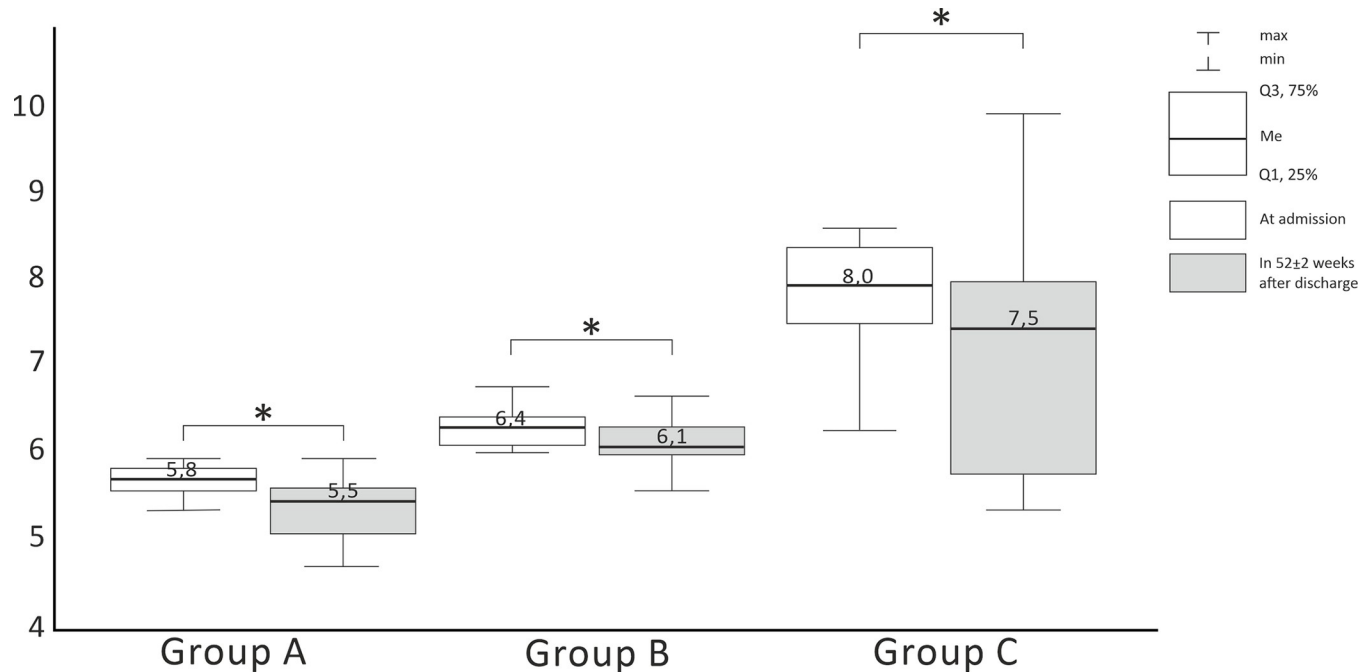 *
max
min
10
Q3, 75%
Me
Q1, 25%
9
At admission
8
8,0
In 52±2 weeks
after discharge
7,5
*
7
*
6,4
6,1
6
5,8
5,5
5
4
Group A
Group B
Group C